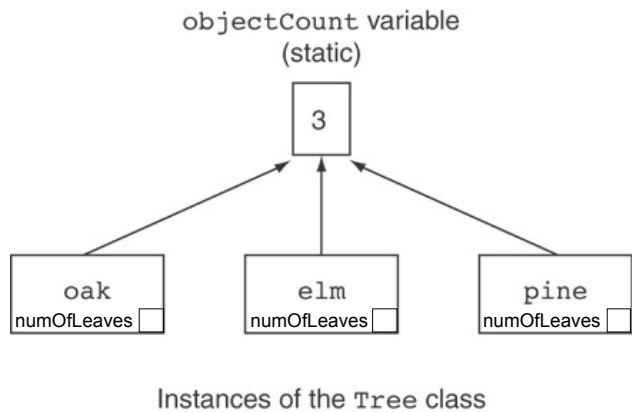 objectCount variable
(static)
3
oak
numOfLeaves
elm
numOfLeaves
pine
numOfLeaves
Instances of the Tree class